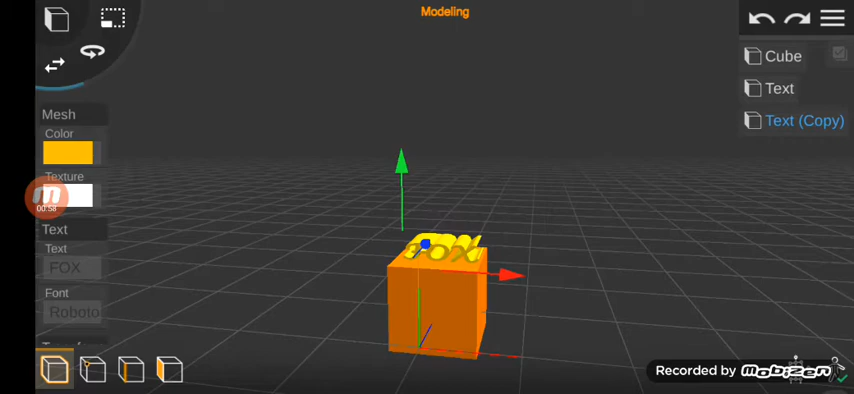 Modeling
Cube
Text
Text (Copy)
Mesh
Color
Texture
00:58
Text
Text
FOX
Font
Roboto
FOX
Recorded by Mobizen